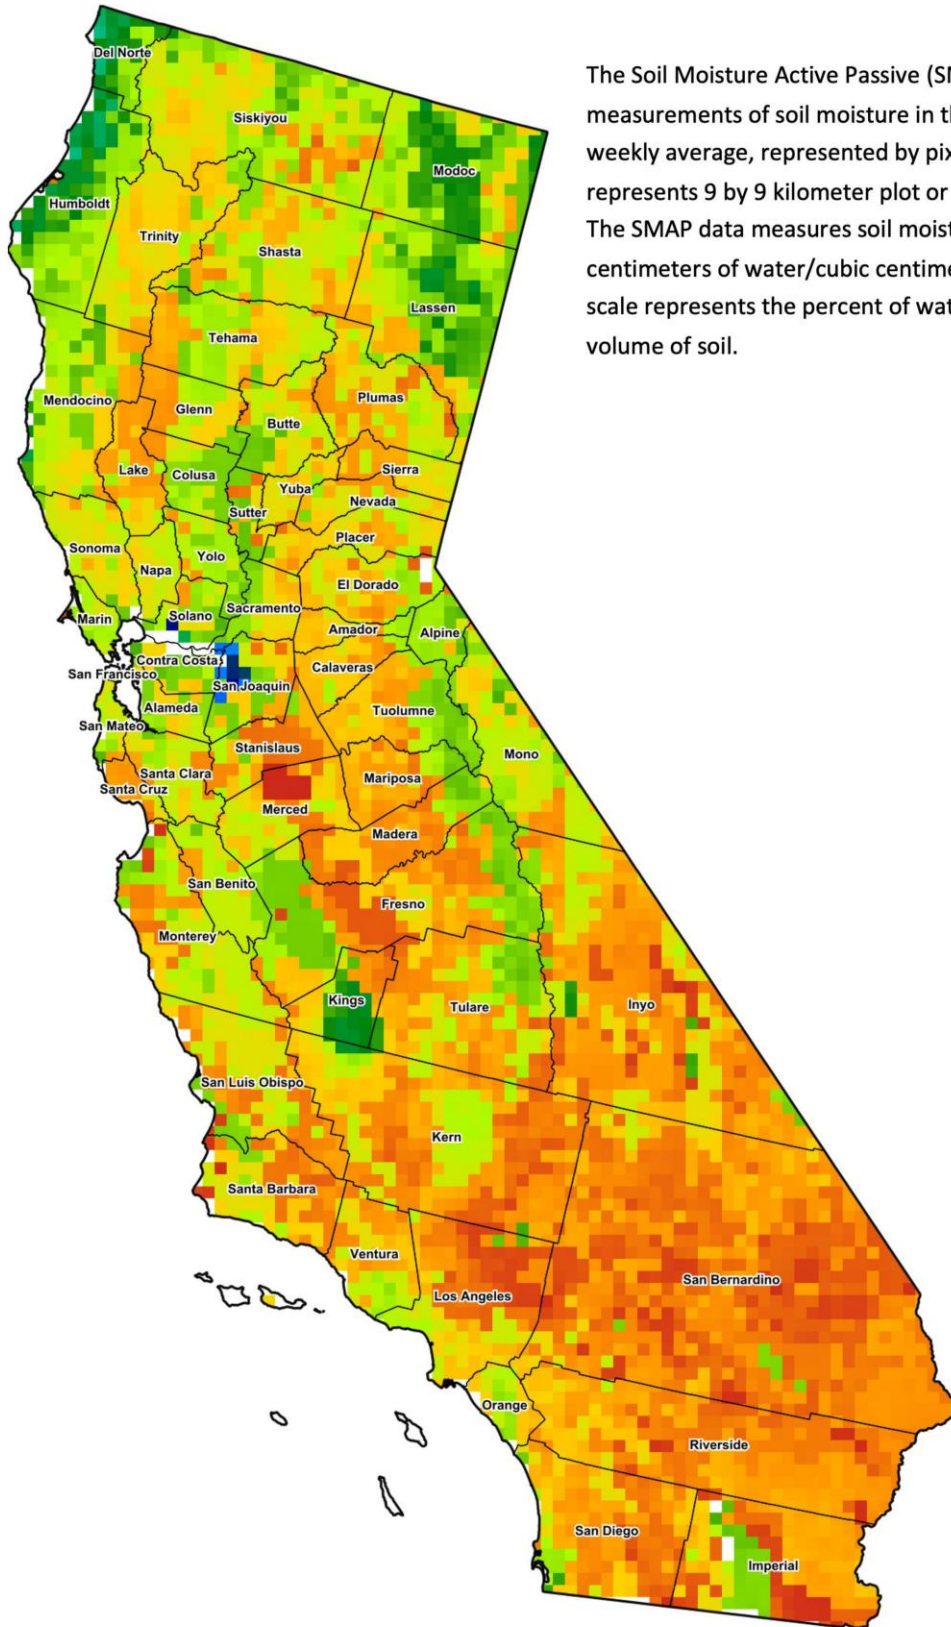 The Soil Moisture Active Passive (SM
measurements of soil moisture in th
weekly average, represented by pix
represents 9 by 9 kilometer plot or
The SMAP data measures soil moist
centimeters of water/cubic centime
scale represents the percent of wat
volume of soil.
Del Norte
Siskiyou
Modoc
Humboldt
Trinity
Shasta
Lassen
Tehama
Mendocino
Glenn
Butte
Plumas
Lake
Colusa
Sierra
Yuba
Nevada
Sutter
Placer
Sonoma
Napa
Yolo
El Dorado
Marin
Solano
Sacramento
Amador
Alpine
Contra Costa
San Francisco
San Joaquin
Calaveras
Alameda
Tuolumne
San Mateo
Stanislaus
Mono
Santa Clara
Mariposa
Santa Cruz
Merced
Madera
San Benito
Fresno
Monterey
Kings
Tulare
Inyo
San Luis Obispo
Kern
Santa Barbara
Ventura
San Bernardino
Los Angeles
Orange
Riverside
San Diego
Imperial